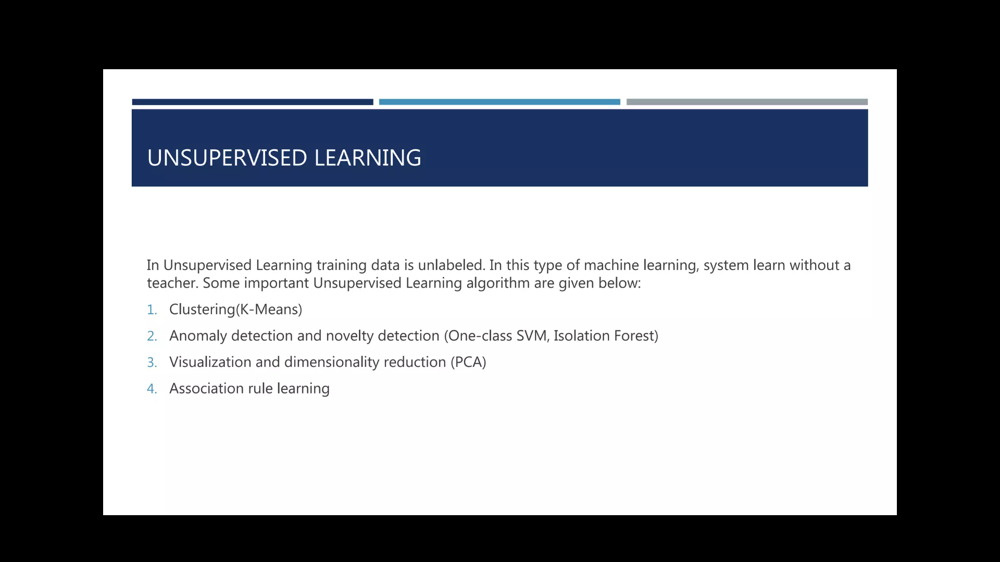 UNSUPERVISED LEARNING
In Unsupervised Learning training data is unlabeled. In this type of machine learning, system learn without a
teacher. Some important Unsupervised Learning algorithm are given below:
1. Clustering(K-Means)
2. Anomaly detection and novelty detection (One-class SVM, Isolation Forest)
3. Visualization and dimensionality reduction (PCA)
4. Association rule learning